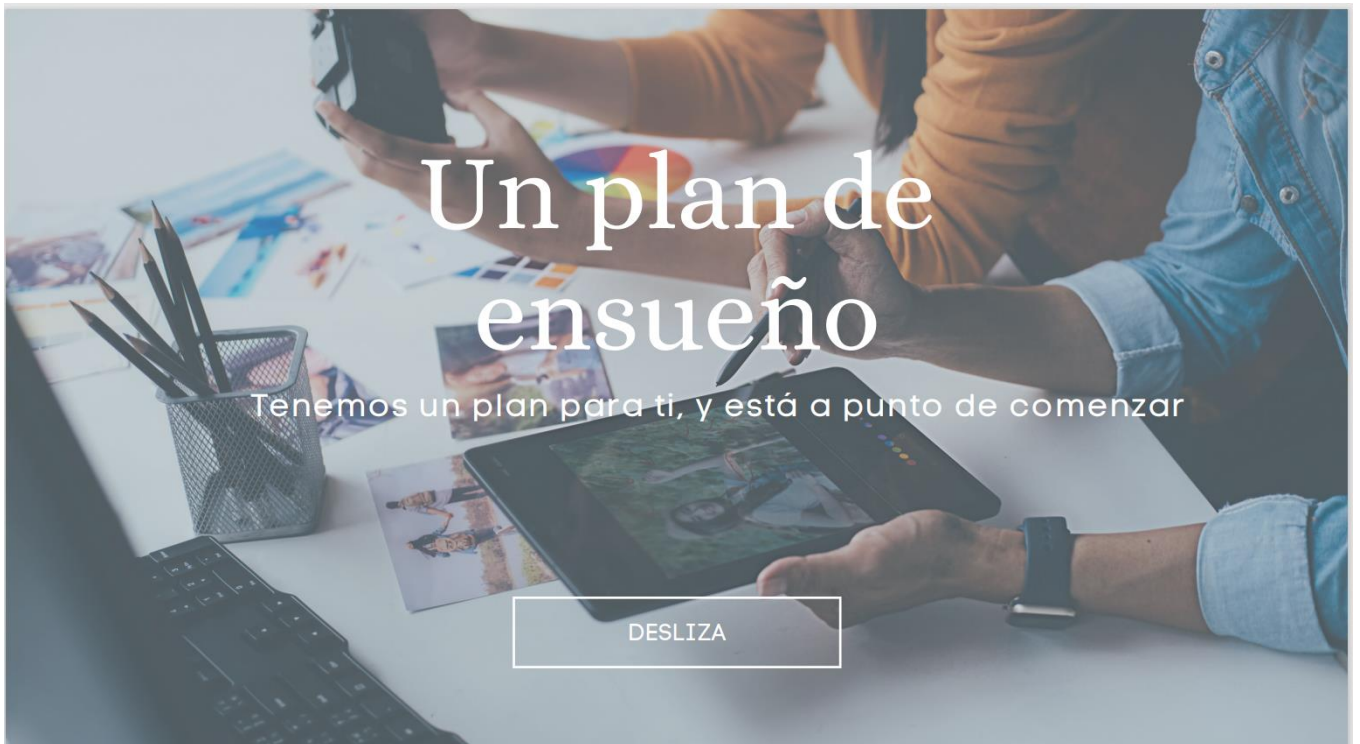 Un plan de
ensueño
Tenemos un plan para ti, y está a punto de comenzar
DESLIZA